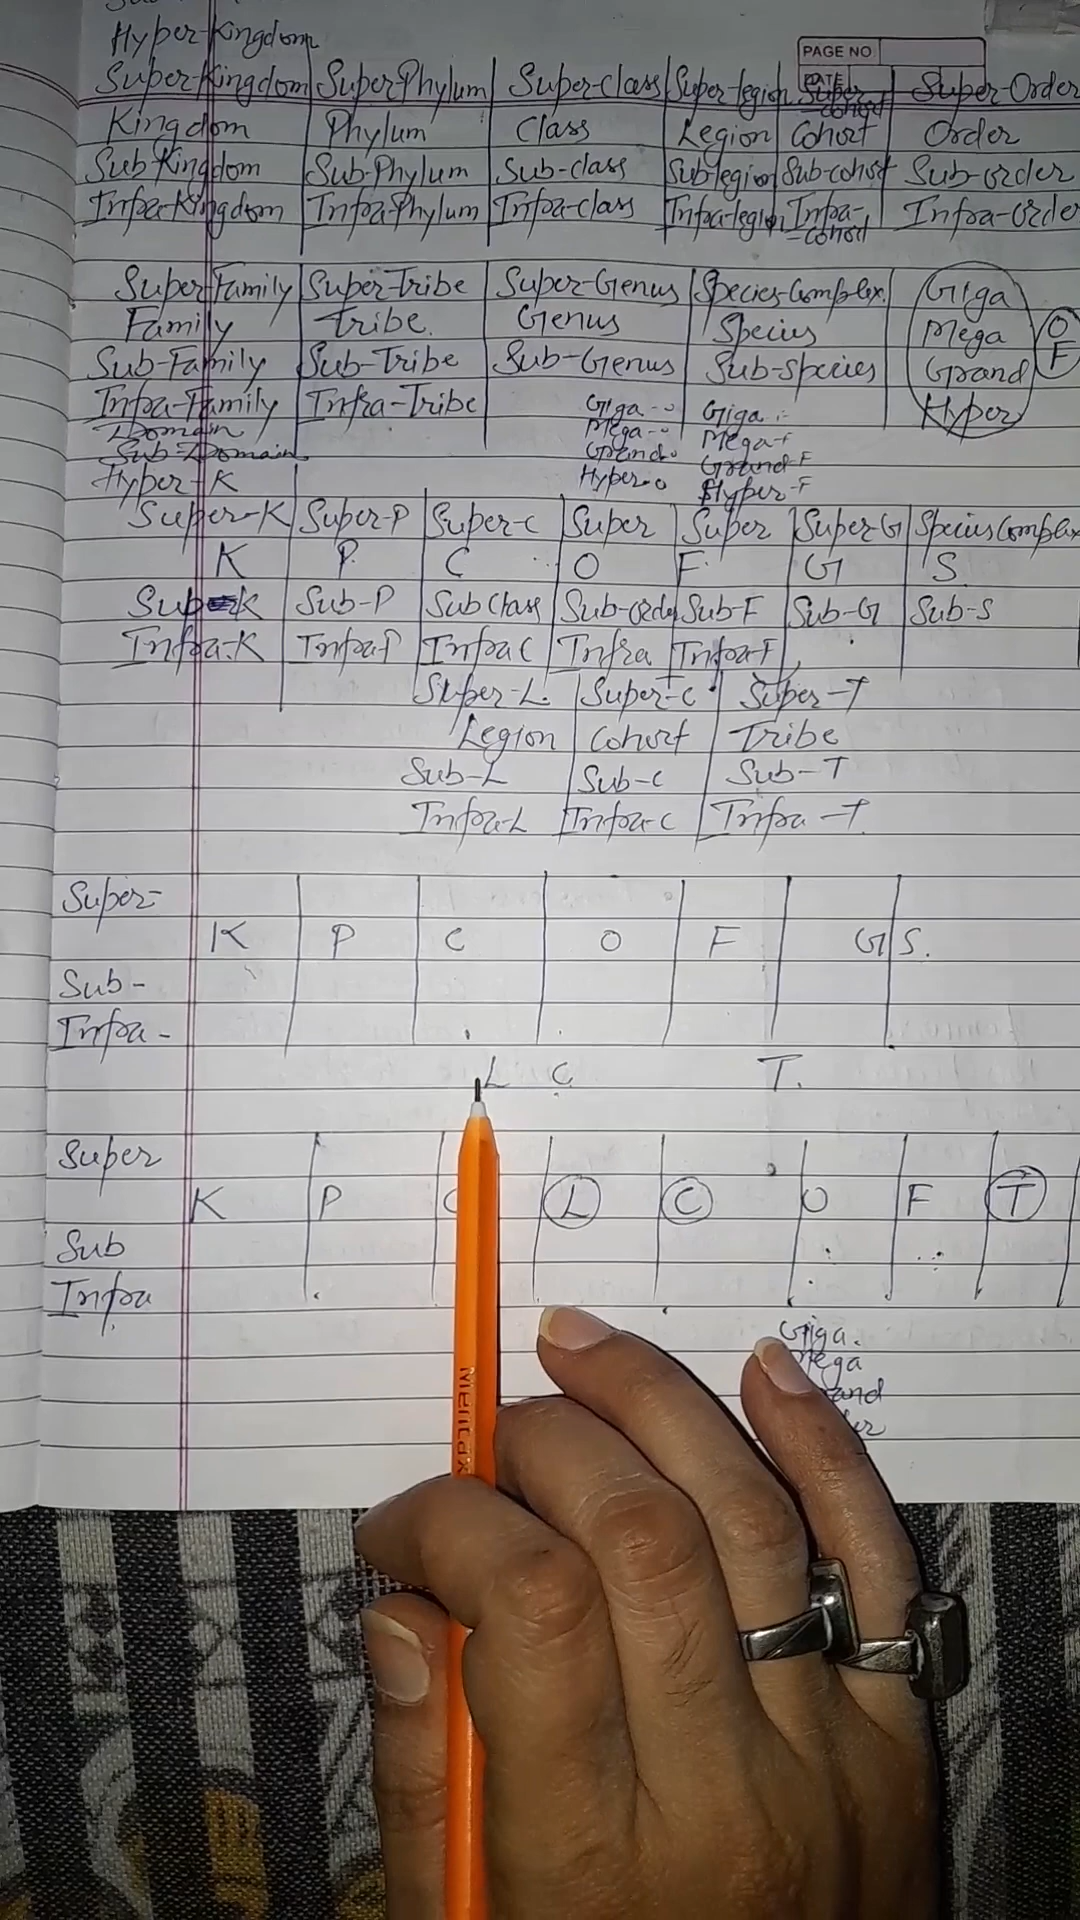 Hyper-Kingdom
PAGE NO
DATE
Super-Kingdom Super Phylum Super-class Super-legion Super-cohort Super-Order
Kingdom Phylum Class Legion Cohort Order
Sub Kingdom Sub-Phylum Sub-class Sub-legion Sub-cohort Sub-order
Infra-Kingdom Infra-Phylum Infra-class Infra-legion Infra--cohort Infra-order
Super Family Super-Tribe Super-Genus Species-Complex. Giga
Family Tribe. Genus Species Mega O
Sub-Family Sub-Tribe Sub-Genus Sub-species Grand F
Infra-Family Infra-Tribe Giga-o Giga- Hyper
Domain Mega-o Mega-F
Sub-Domain Grand-o Grand-F
Hyper-K Hyper-o Hyper-F
Super-K Super-P Super-C Super Super Super-G Species Complex
K P. C O F. G S.
Sub-K Sub-P Sub class Sub-order Sub-F Sub-G Sub-S
Infra-K Infra-P Infra C Infra Infra-F
Super-L. Super-C Super-T
Legion Cohort Tribe
Sub-L Sub-C Sub-T
Infra-L Infra-C Infra-T.
Super-
K P C O F G S.
Sub-
Infra-
L C T.
Super
K P C L C O F T
Sub
Infra
Giga.